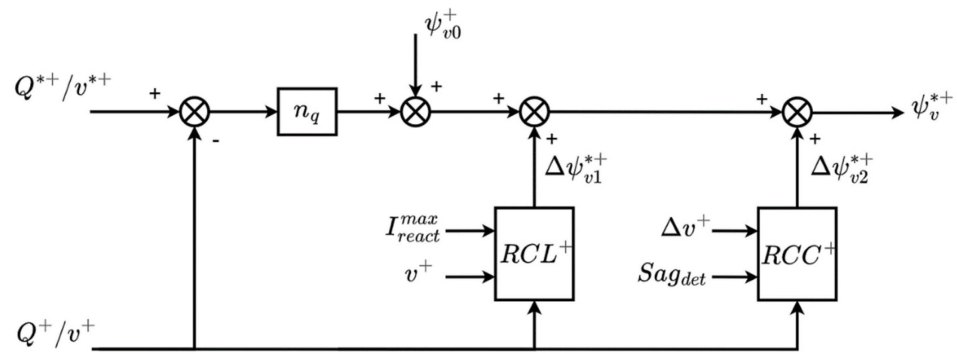 ψ_{v0}^{+}
Q^{*+}/v^{*+}
+
-
n_q
+
+
+
+
Δψ_{v1}^{*+}
+
+
Δψ_{v2}^{*+}
ψ_v^{*+}
I_{react}^{max}
v^{+}
RCL^{+}
Δv^{+}
Sag_{det}
RCC^{+}
Q^{+}/v^{+}